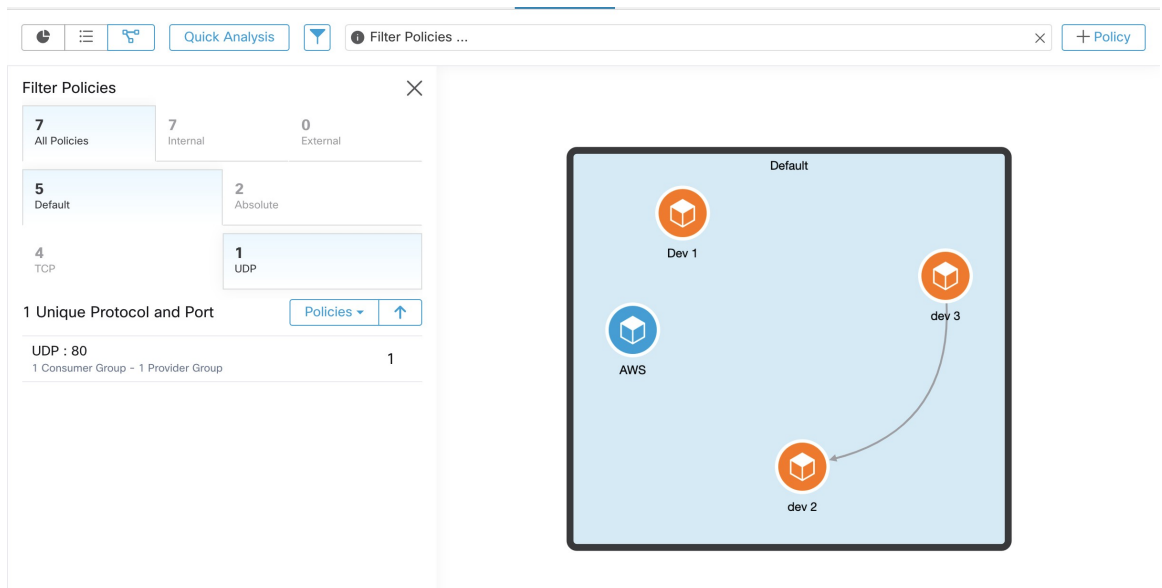 Quick Analysis
Filter Policies ...
+ Policy
Filter Policies
7
All Policies
7
Internal
0
External
5
Default
2
Absolute
4
TCP
1
UDP
1 Unique Protocol and Port
Policies
UDP : 80
1
1 Consumer Group - 1 Provider Group
Default
Dev 1
dev 3
AWS
dev 2